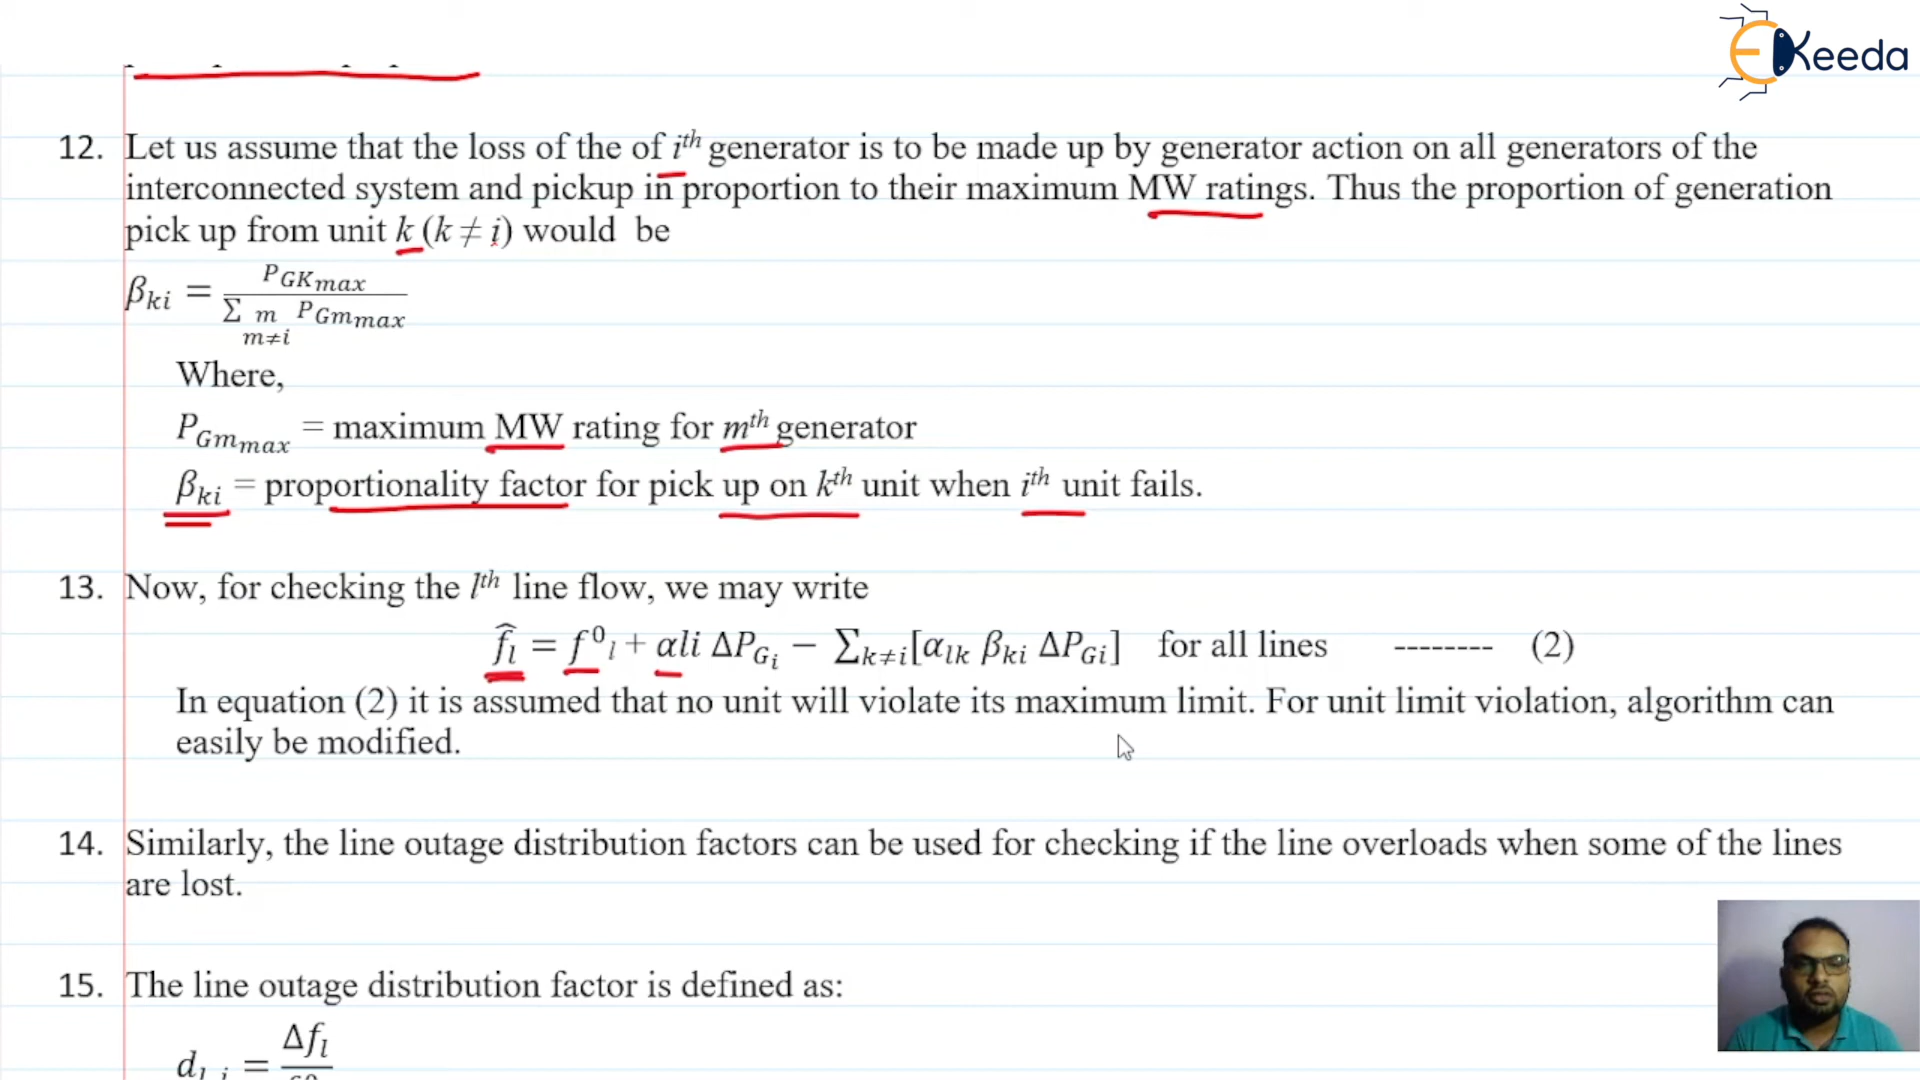 EKeeda
12. Let us assume that the loss of the of i^th generator is to be made up by generator action on all generators of the
interconnected system and pickup in proportion to their maximum MW ratings. Thus the proportion of generation
pick up from unit k (k ≠ i) would be
β_ki = P_GK_max / Σ_{m m≠i} P_Gm_max
Where,
P_Gm_max = maximum MW rating for m^th generator
β_ki = proportionality factor for pick up on k^th unit when i^th unit fails.
13. Now, for checking the l^th line flow, we may write
f̂_l = f^0_l + αli ΔP_G_i − Σ_{k≠i}[α_lk β_ki ΔP_Gi] for all lines -------- (2)
In equation (2) it is assumed that no unit will violate its maximum limit. For unit limit violation, algorithm can
easily be modified.
14. Similarly, the line outage distribution factors can be used for checking if the line overloads when some of the lines
are lost.
15. The line outage distribution factor is defined as:
d_l,i = Δf_l